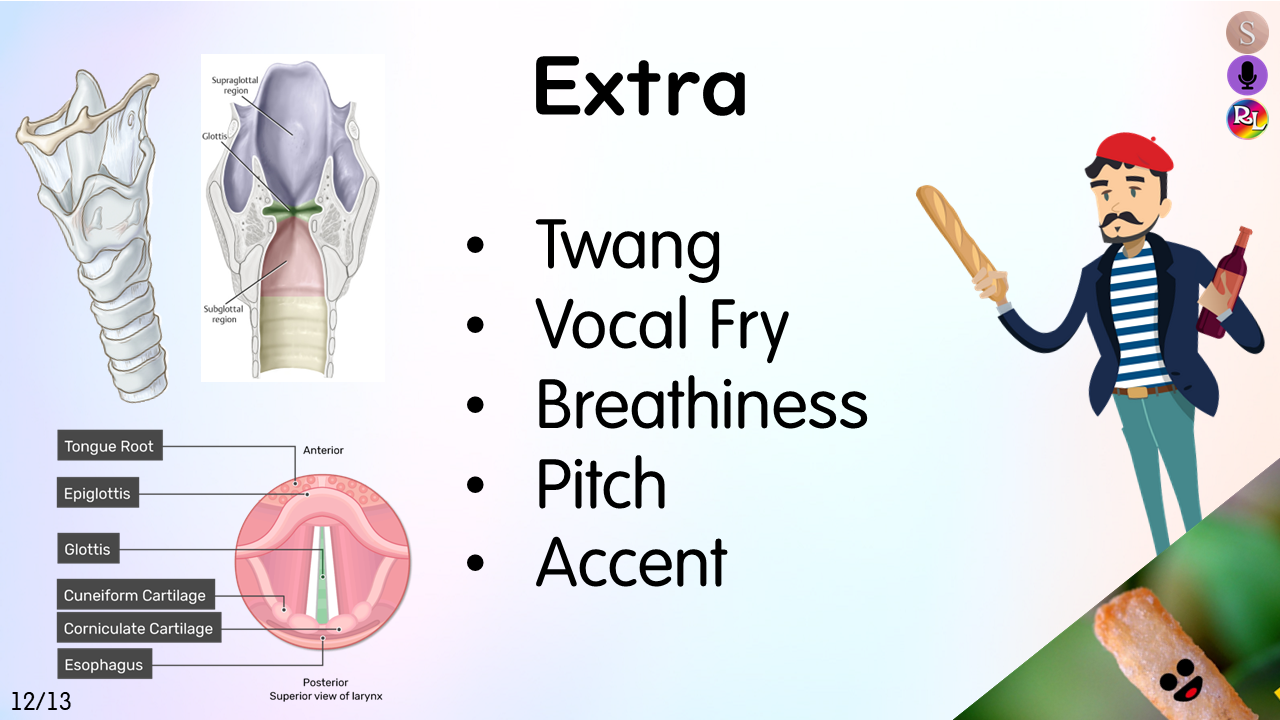 Extra
S
RL
Supraglottal
region
Glottis
Subglottal
region
• Twang
• Vocal Fry
• Breathiness
• Pitch
• Accent
Tongue Root
Anterior
Epiglottis
Glottis
Cuneiform Cartilage
Corniculate Cartilage
Esophagus
Posterior
Superior view of larynx
12/13